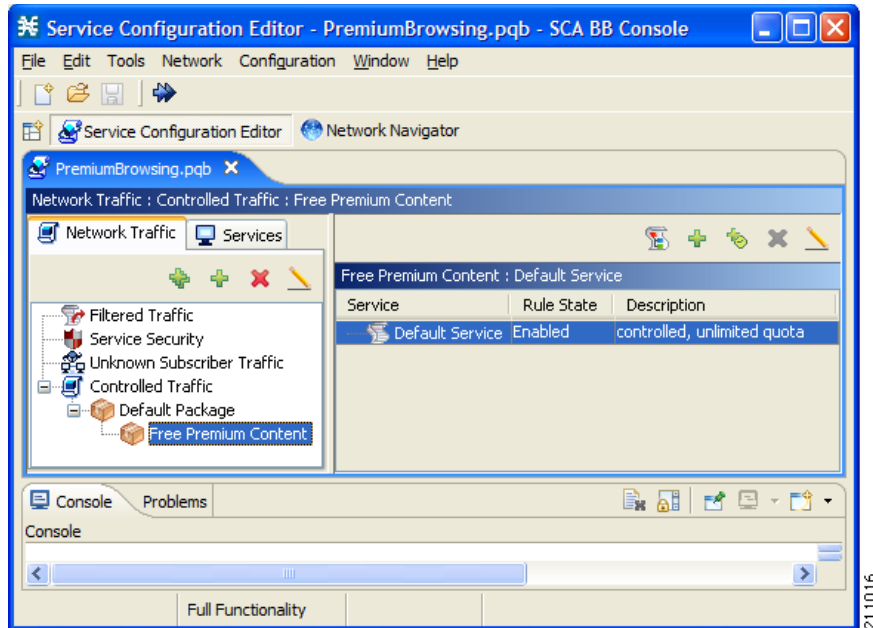 Service Configuration Editor - PremiumBrowsing.pqb - SCA BB Console
File Edit Tools Network Configuration Window Help
Service Configuration Editor Network Navigator
PremiumBrowsing.pqb
Network Traffic : Controlled Traffic : Free Premium Content
Network Traffic Services
Free Premium Content : Default Service
Service Rule State Description
Default Service Enabled controlled, unlimited quota
Filtered Traffic
Service Security
Unknown Subscriber Traffic
Controlled Traffic
Default Package
Free Premium Content
Console Problems
Console
Full Functionality
211016